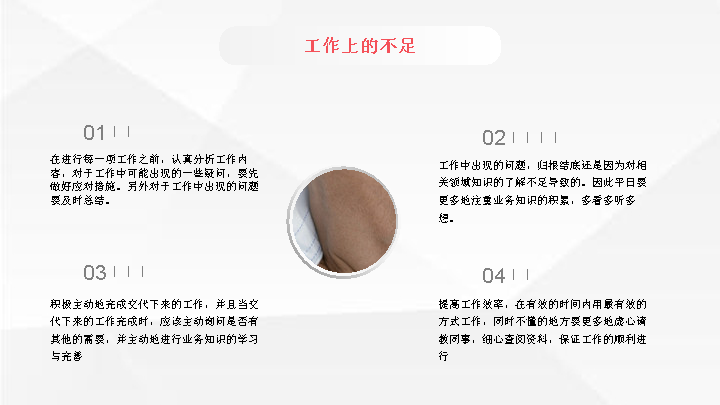 工作上的不足
01
在进行每一项工作之前，认真分析工作内
容，对于工作中可能出现的一些疑问，要先
做好应对措施。另外对于工作中出现的问题
要及时总结。
02
工作中出现的问题，归根结底还是因为对相
关领域知识的了解不足导致的。因此平日要
更多地注重业务知识的积累，多看多听多
想。
03
积极主动地完成交代下来的工作，并且当交
代下来的工作完成时，应该主动询问是否有
其他的需要，并主动地进行业务知识的学习
与完善
04
提高工作效率，在有效的时间内用最有效的
方式工作，同时不懂的地方要更多地虚心请
教同事，细心查阅资料，保证工作的顺利进
行